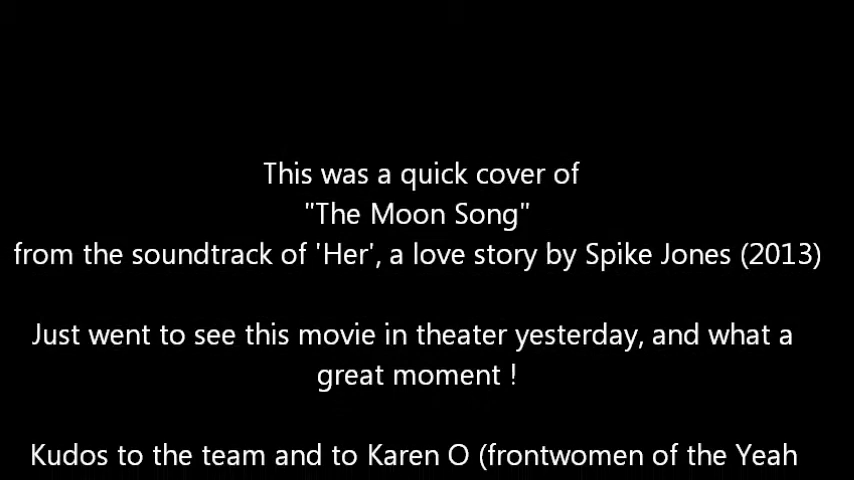 This was a quick cover of
"The Moon Song"
from the soundtrack of 'Her', a love story by Spike Jones (2013)
Just went to see this movie in theater yesterday, and what a
great moment !
Kudos to the team and to Karen O (frontwomen of the Yeah